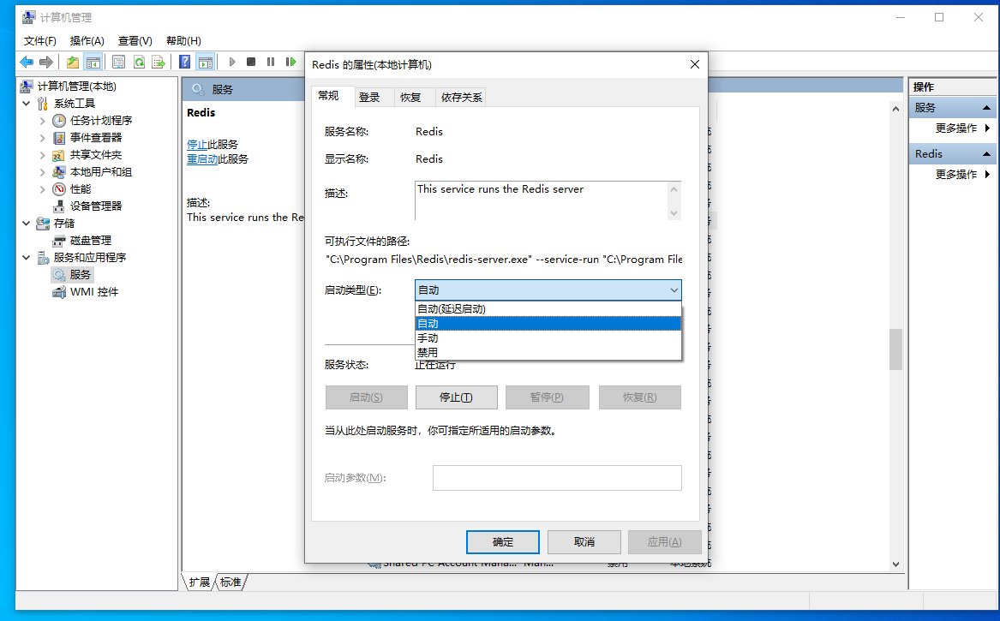 计算机管理
文件(F) 操作(A) 查看(V) 帮助(H)
计算机管理(本地)
系统工具
任务计划程序
事件查看器
共享文件夹
本地用户和组
性能
设备管理器
存储
磁盘管理
服务和应用程序
服务
WMI 控件
服务
Redis
停止此服务
重启动此服务
描述:
This service runs the Re
Redis 的属性(本地计算机)
常规 登录 恢复 依存关系
服务名称: Redis
显示名称: Redis
描述: This service runs the Redis server
可执行文件的路径:
"C:\Program Files\Redis\redis-server.exe" --service-run "C:\Program File
启动类型(E): 自动
自动(延迟启动)
自动
手动
禁用
服务状态: 正在运行
启动(S) 停止(T) 暂停(P) 恢复(R)
当从此处启动服务时，你可指定所适用的启动参数。
启动参数(M):
确定 取消 应用(A)
Shared PC Account Mana... Man... 禁用 本地系统
扩展 标准
操作
服务
更多操作
Redis
更多操作